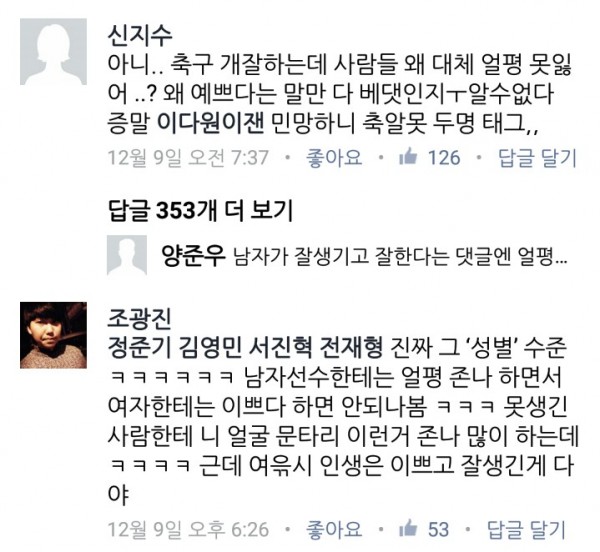 신지수
아니.. 축구 개잘하는데 사람들 왜 대체 얼평 못잃
어 ..? 왜 예쁘다는 말만 다 베댓인지ㅜ알수없다
증말 이다원이잰 민망하니 축알못 두명 태그,,
12월 9일 오전 7:37 • 좋아요 • 126 • 답글 달기
답글 353개 더 보기
양준우 남자가 잘생기고 잘한다는 댓글엔 얼평...
조광진
정준기 김영민 서진혁 전재형 진짜 그 ‘성별’ 수준
ㅋㅋㅋㅋㅋㅋ 남자선수한테는 얼평 존나 하면서
여자한테는 이쁘다 하면 안되나봄 ㅋㅋㅋ 못생긴
사람한테 니 얼굴 문타리 이런거 존나 많이 하는데
ㅋㅋㅋㅋ 근데 여윾시 인생은 이쁘고 잘생긴게 다
야
12월 9일 오후 6:26 • 좋아요 • 53 • 답글 달기